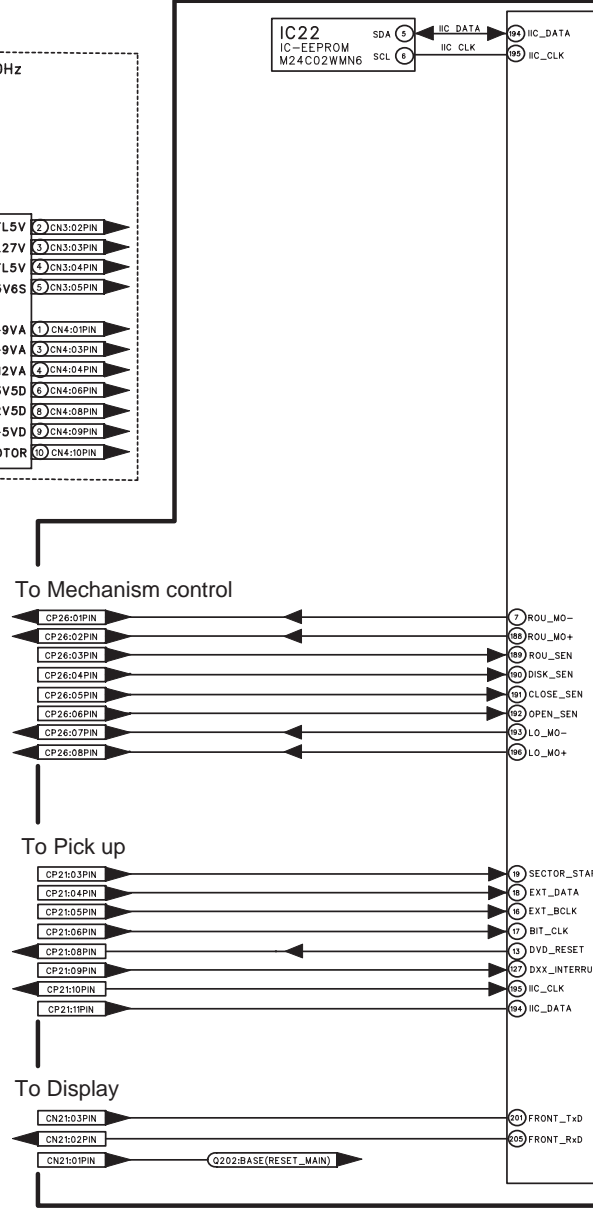 IC22
IC-EEPROM
M24C02WMN6
SDA 5
SCL 6
IIC DATA
IIC CLK
194 IIC_DATA
195 IIC_CLK
0Hz
TL5V 2 CN3:02PIN
27V 3 CN3:03PIN
TL5V 4 CN3:04PIN
5V6S 5 CN3:05PIN
-9VA 1 CN4:01PIN
-9VA 3 CN4:03PIN
12VA 4 CN4:04PIN
5V5D 6 CN4:06PIN
2V5D 8 CN4:08PIN
-5VD 9 CN4:09PIN
OTOR 10 CN4:10PIN
To Mechanism control
CP26:01PIN 7 ROU_MO-
CP26:02PIN 188 ROU_MO+
CP26:03PIN 189 ROU_SEN
CP26:04PIN 190 DISK_SEN
CP26:05PIN 191 CLOSE_SEN
CP26:06PIN 192 OPEN_SEN
CP26:07PIN 193 LO_MO-
CP26:08PIN 196 LO_MO+
To Pick up
CP21:03PIN 19 SECTOR_STAR
CP21:04PIN 18 EXT_DATA
CP21:05PIN 16 EXT_BCLK
CP21:06PIN 17 BIT_CLK
CP21:08PIN 13 DVD_RESET
CP21:09PIN 127 DXX_INTERRU
CP21:10PIN 195 IIC_CLK
CP21:11PIN 194 IIC_DATA
To Display
CN21:03PIN 201 FRONT_TxD
CN21:02PIN 205 FRONT_RxD
CN21:01PIN Q202:BASE(RESET_MAIN)